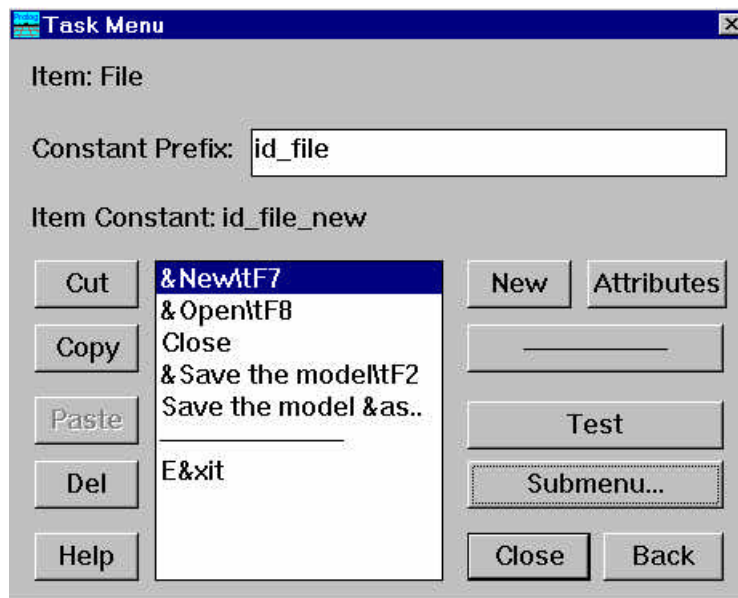 Prolog
Task Menu
Item: File
Constant Prefix: id_file
Item Constant: id_file_new
Cut
Copy
Paste
Del
Help
&New\tF7
&Open\tF8
Close
&Save the model\tF2
Save the model &as..
E&xit
New Attributes
Test
Submenu...
Close Back